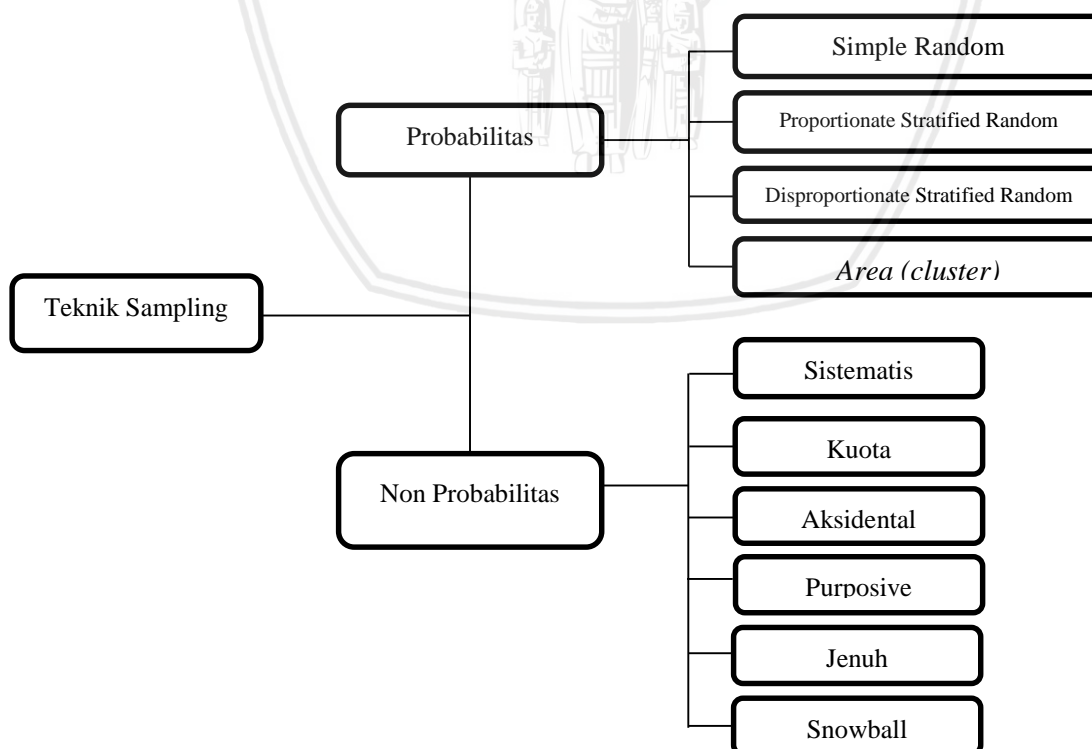 Simple Random
Probabilitas
Proportionate Stratified Random
Disproportionate Stratified Random
Area (cluster)
Teknik Sampling
Sistematis
Kuota
Non Probabilitas
Aksidental
Purposive
Jenuh
Snowball